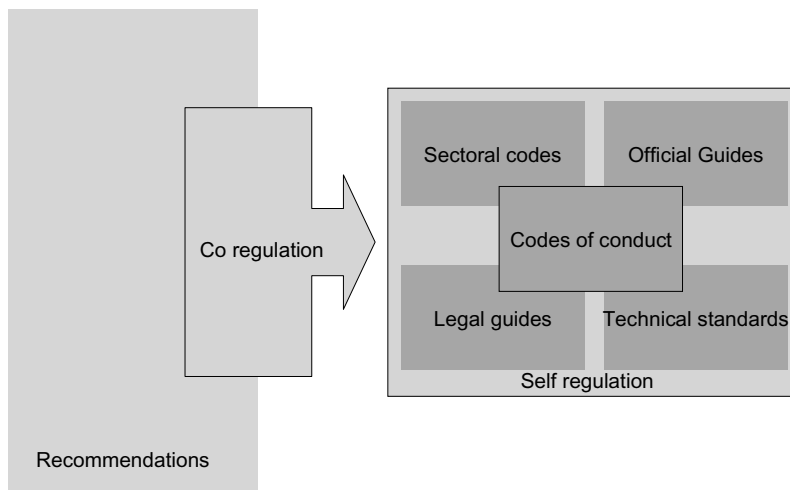 Sectoral codes
Official Guides
Co regulation
Codes of conduct
Legal guides
Technical standards
Self regulation
Recommendations